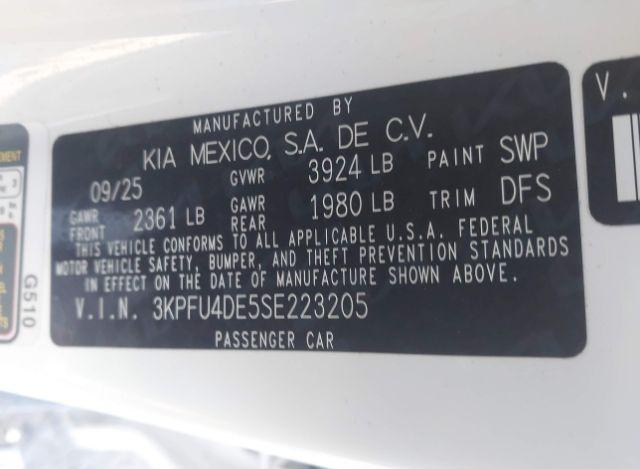 MANUFACTURED BY
KIA MEXICO, S.A. DE C.V.
09/25 GVWR 3924 LB PAINT SWP
GAWR FRONT 2361 LB GAWR REAR 1980 LB TRIM DFS
THIS VEHICLE CONFORMS TO ALL APPLICABLE U.S.A. FEDERAL
MOTOR VEHICLE SAFETY, BUMPER, AND THEFT PREVENTION STANDARDS
IN EFFECT ON THE DATE OF MANUFACTURE SHOWN ABOVE.
V.I.N. 3KPFU4DE5SE223205
PASSENGER CAR
G510
V.